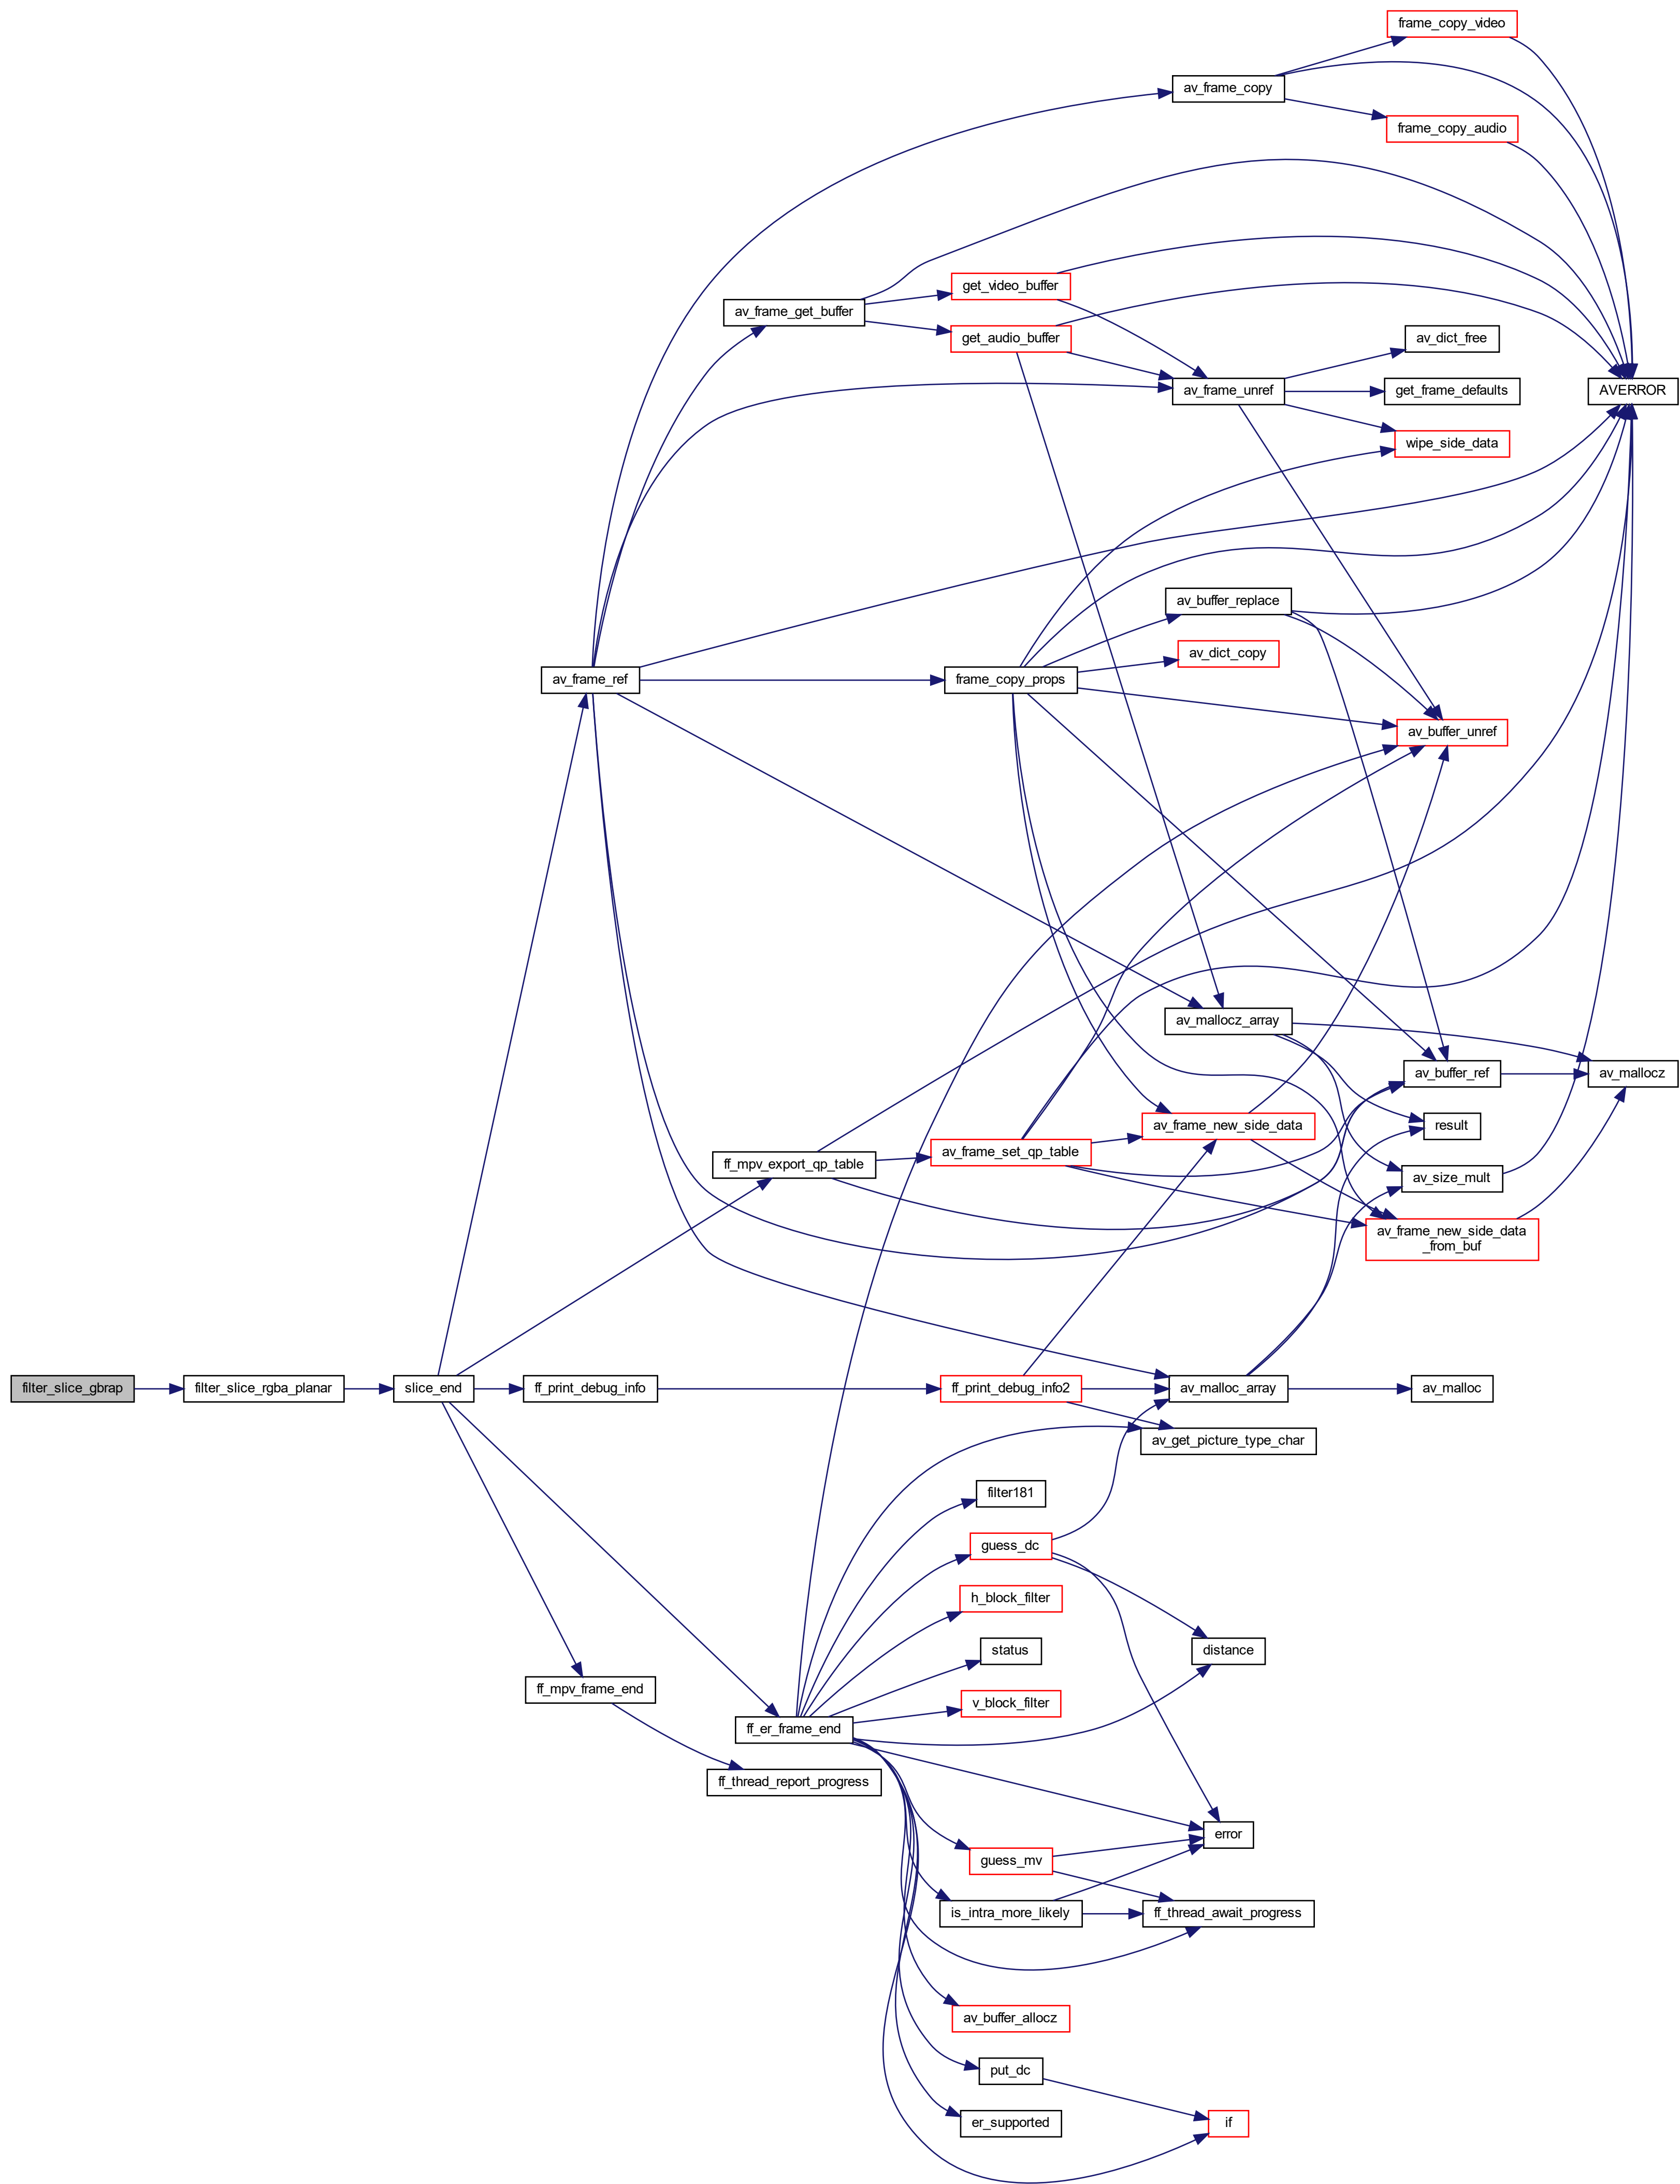 frame_copy_video
av_frame_copy
frame_copy_audio
get_video_buffer
av_frame_get_buffer
get_audio_buffer
av_dict_free
av_frame_unref
get_frame_defaults
AVERROR
wipe_side_data
av_buffer_replace
av_dict_copy
av_frame_ref
frame_copy_props
av_buffer_unref
av_mallocz_array
av_buffer_ref
av_mallocz
av_frame_new_side_data
result
av_frame_set_qp_table
ff_mpv_export_qp_table
av_size_mult
av_frame_new_side_data
_from_buf
filter_slice_gbrap
filter_slice_rgba_planar
slice_end
ff_print_debug_info
ff_print_debug_info2
av_malloc_array
av_malloc
av_get_picture_type_char
filter181
guess_dc
h_block_filter
status
distance
ff_mpv_frame_end
v_block_filter
ff_er_frame_end
ff_thread_report_progress
error
guess_mv
is_intra_more_likely
ff_thread_await_progress
av_buffer_allocz
put_dc
er_supported
if